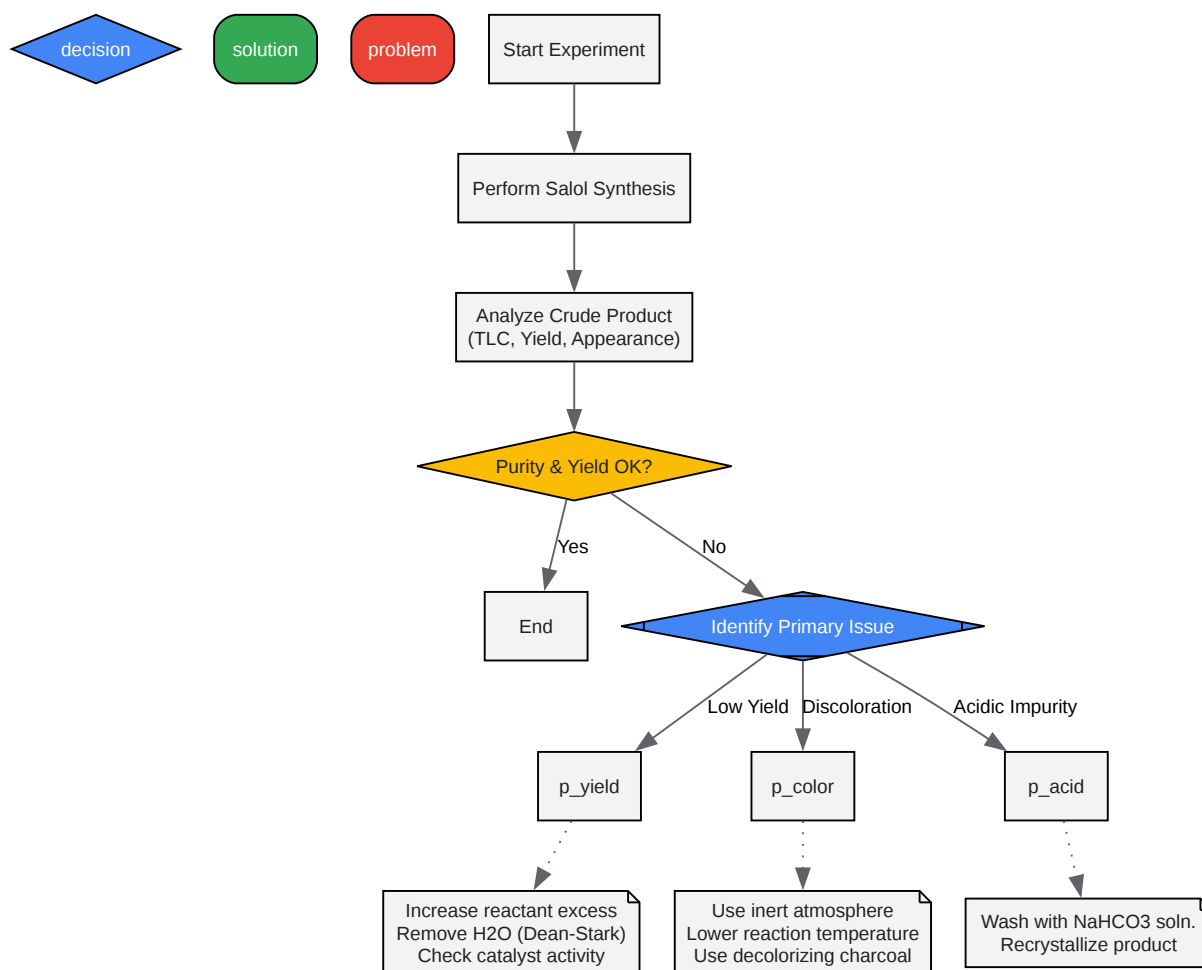 decision
solution
problem
Start Experiment
Perform Salol Synthesis
Analyze Crude Product
(TLC, Yield, Appearance)
Purity & Yield OK?
Yes
No
End
Identify Primary Issue
Low Yield
Discoloration
Acidic Impurity
p_yield
p_color
p_acid
Increase reactant excess
Remove H2O (Dean-Stark)
Check catalyst activity
Use inert atmosphere
Lower reaction temperature
Use decolorizing charcoal
Wash with NaHCO3 soln.
Recrystallize product